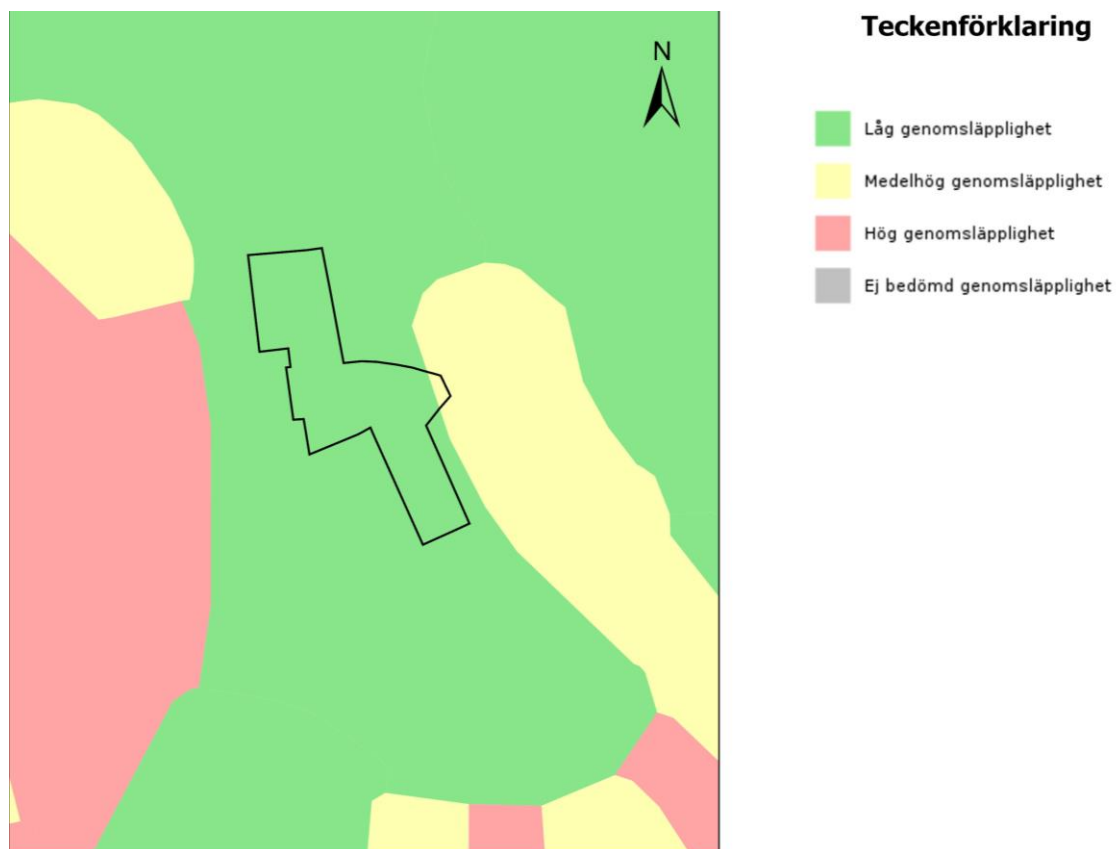 Teckenförklaring
N
Låg genomsläpplighet
Medelhög genomsläpplighet
Hög genomsläpplighet
Ej bedömd genomsläpplighet